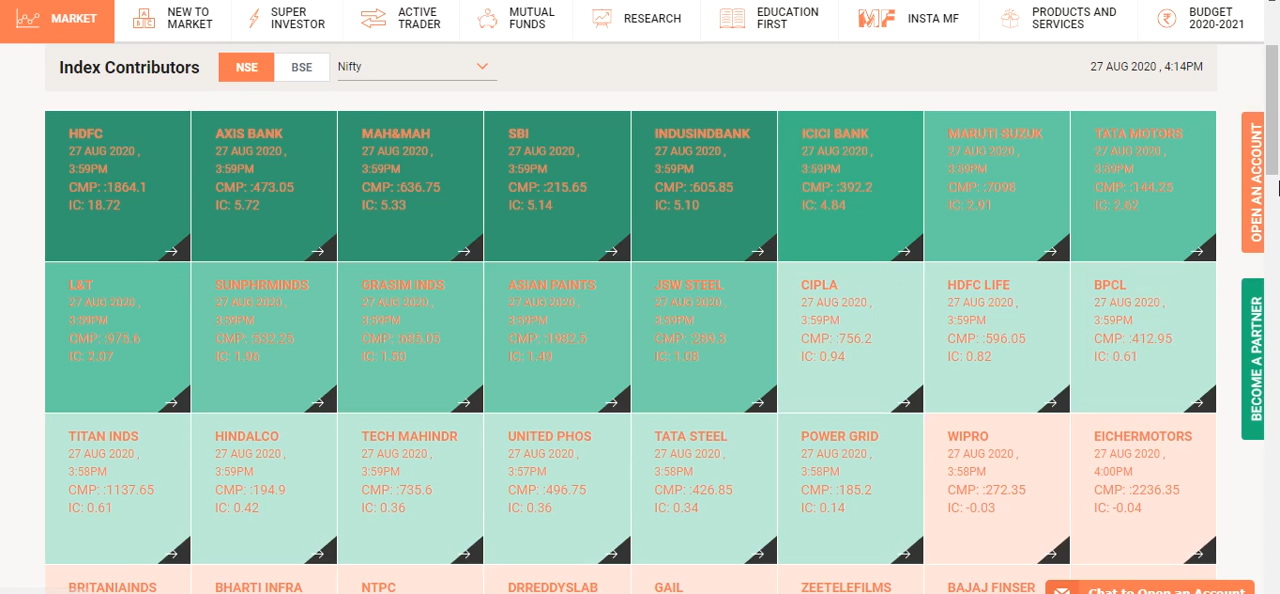 MARKET
NEW TO
MARKET
SUPER
INVESTOR
ACTIVE
TRADER
MUTUAL
FUNDS
RESEARCH
EDUCATION
FIRST
MF
INSTA MF
PRODUCTS AND
SERVICES
BUDGET
2020-2021
Index Contributors
NSE
BSE
Nifty
27 AUG 2020 , 4:14PM
HDFC
27 AUG 2020 ,
3:59PM
CMP: :1864.1
IC: 18.72
AXIS BANK
27 AUG 2020 ,
3:59PM
CMP: :473.05
IC: 5.72
MAH&MAH
27 AUG 2020 ,
3:59PM
CMP: :636.75
IC: 5.33
SBI
27 AUG 2020 ,
3:59PM
CMP: :215.65
IC: 5.14
INDUSINDBANK
27 AUG 2020 ,
3:59PM
CMP: :605.85
IC: 5.10
ICICI BANK
27 AUG 2020 ,
3:59PM
CMP: :392.2
IC: 4.84
MARUTI SUZUK
27 AUG 2020 ,
3:59PM
CMP: :7098
IC: 2.91
TATA MOTORS
27 AUG 2020 ,
3:59PM
CMP: :144.25
IC: 2.62
L&T
27 AUG 2020 ,
3:59PM
CMP: :975.6
IC: 2.07
SUNPHRMINDS
27 AUG 2020 ,
3:59PM
CMP: :532.25
IC: 1.96
GRASIM INDS
27 AUG 2020 ,
3:59PM
CMP: :685.05
IC: 1.50
ASIAN PAINTS
27 AUG 2020 ,
3:59PM
CMP: :1982.6
IC: 1.49
JSW STEEL
27 AUG 2020 ,
3:59PM
CMP: :289.3
IC: 1.08
CIPLA
27 AUG 2020 ,
3:59PM
CMP: :756.2
IC: 0.94
HDFC LIFE
27 AUG 2020 ,
3:59PM
CMP: :596.05
IC: 0.82
BPCL
27 AUG 2020 ,
3:59PM
CMP: :412.95
IC: 0.61
TITAN INDS
27 AUG 2020 ,
3:58PM
CMP: :1137.65
IC: 0.61
HINDALCO
27 AUG 2020 ,
3:59PM
CMP: :194.9
IC: 0.42
TECH MAHINDR
27 AUG 2020 ,
3:59PM
CMP: :735.6
IC: 0.36
UNITED PHOS
27 AUG 2020 ,
3:57PM
CMP: :496.75
IC: 0.36
TATA STEEL
27 AUG 2020 ,
3:58PM
CMP: :426.85
IC: 0.34
POWER GRID
27 AUG 2020 ,
3:58PM
CMP: :185.2
IC: 0.14
WIPRO
27 AUG 2020 ,
3:58PM
CMP: :272.35
IC: -0.03
EICHERMOTORS
27 AUG 2020 ,
4:00PM
CMP: :2236.35
IC: -0.04
BRITANIAINDS
BHARTI INFRA
NTPC
DRREDDYSLAB
GAIL
ZEETELEFILMS
BAJAJ FINSER
OPEN AN ACCOUNT
BECOME A PARTNER
Chat to Open an Account